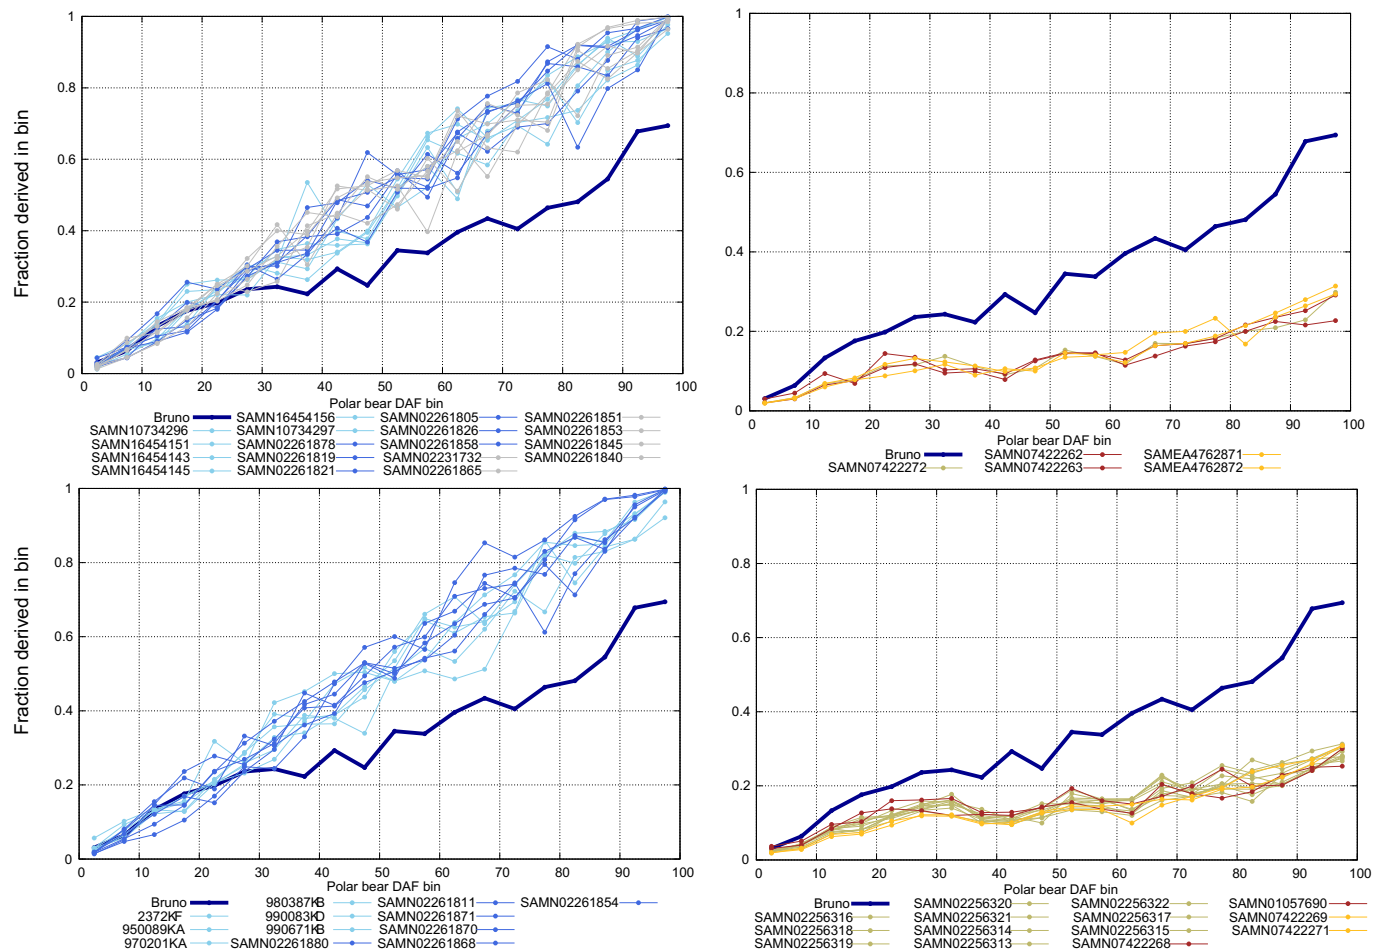 Fraction derived in bin
1
0.8
0.6
0.4
0.2
0
0 10 20 30 40 50 60 70 80 90 100
Polar bear DAF bin
Bruno SAMN16454156 SAMN02261805 SAMN02261851
SAMN10734296 SAMN10734297 SAMN02261826 SAMN02261853
SAMN16454151 SAMN02261878 SAMN02261858 SAMN02261845
SAMN16454143 SAMN02261819 SAMN02231732 SAMN02261840
SAMN16454145 SAMN02261821 SAMN02261865
1
0.8
0.6
0.4
0.2
0
0 10 20 30 40 50 60 70 80 90 100
Polar bear DAF bin
Bruno SAMN07422262 SAMEA4762871
SAMN07422272 SAMN07422263 SAMEA4762872
Fraction derived in bin
1
0.8
0.6
0.4
0.2
0
0 10 20 30 40 50 60 70 80 90 100
Polar bear DAF bin
Bruno 980387KB SAMN02261811 SAMN02261854
2372KF 990083KD SAMN02261871
950089KA 990671KB SAMN02261870
970201KA SAMN02261880 SAMN02261868
1
0.8
0.6
0.4
0.2
0
0 10 20 30 40 50 60 70 80 90 100
Polar bear DAF bin
Bruno SAMN02256320 SAMN02256322 SAMN01057690
SAMN02256316 SAMN02256321 SAMN02256317 SAMN07422269
SAMN02256318 SAMN02256314 SAMN02256315 SAMN07422271
SAMN02256319 SAMN02256313 SAMN07422268